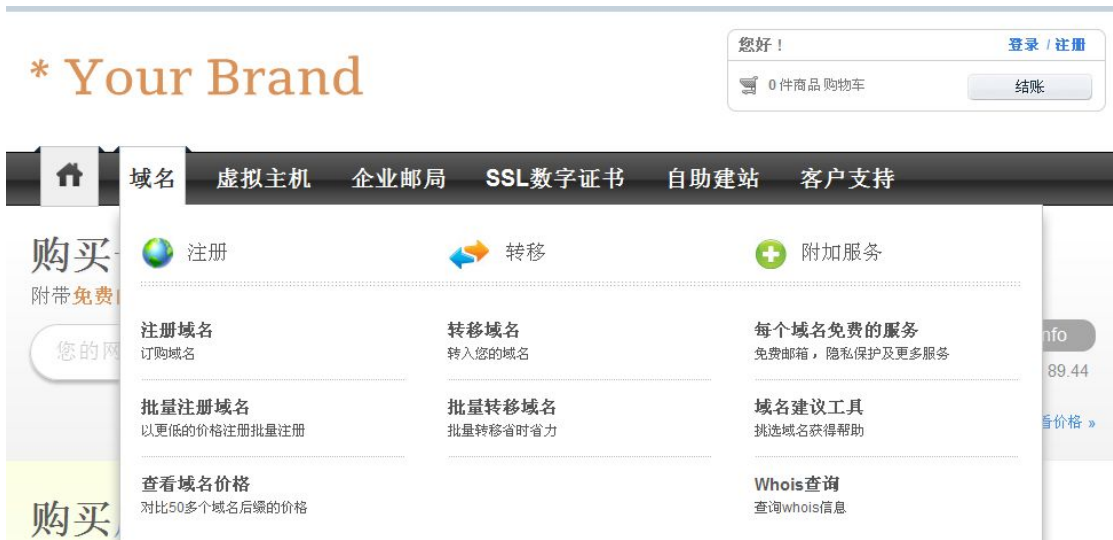 您好！
登录 / 注册
* Your Brand
0 件商品 购物车
结账
域名 虚拟主机 企业邮局 SSL数字证书 自助建站 客户支持
购买
注册 转移 附加服务
附带免费
注册域名
订购域名
转移域名
转入您的域名
每个域名免费的服务
免费邮箱，隐私保护及更多服务
您的网
nfo
89.44
批量注册域名
以更低的价格注册批量注册
批量转移域名
批量转移省时省力
域名建议工具
挑选域名获得帮助
看价格 »
查看域名价格
对比50多个域名后缀的价格
Whois查询
查询whois信息
购买